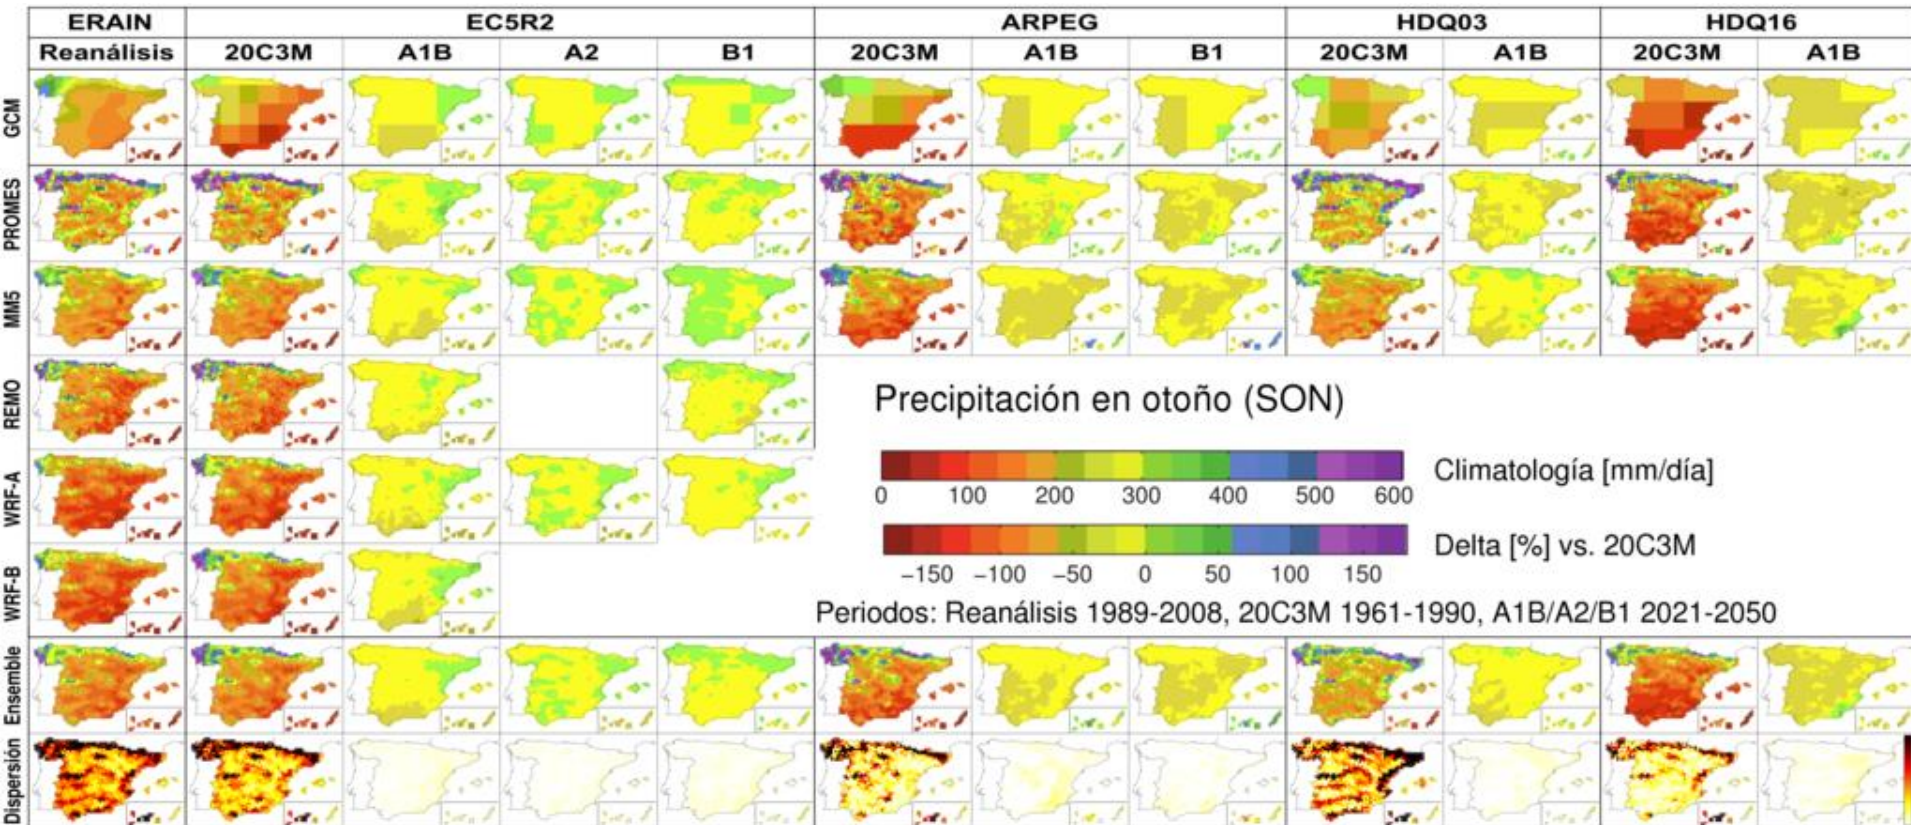 ERAIN EC5R2 ARPEG HDQ03 HDQ16
Reanálisis 20C3M A1B A2 B1 20C3M A1B B1 20C3M A1B 20C3M A1B
GCM
PROMES
MM5
REMO
Precipitación en otoño (SON)
WRF-A
Climatología [mm/día]
0 100 200 300 400 500 600
Delta [%] vs. 20C3M
−150 −100 −50 0 50 100 150
WRF-B
Periodos: Reanálisis 1989-2008, 20C3M 1961-1990, A1B/A2/B1 2021-2050
Ensemble
Dispersión